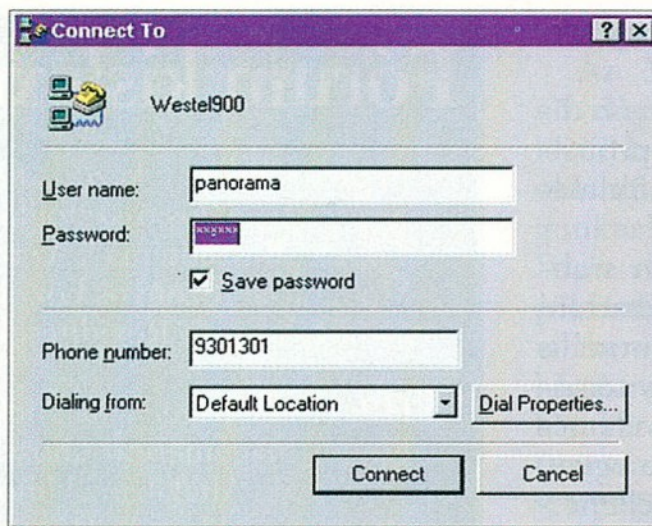 Connect To
Westel900
User name: panorama
Password: xxxxxx
Save password
Phone number: 9301301
Dialing from: Default Location Dial Properties...
Connect Cancel